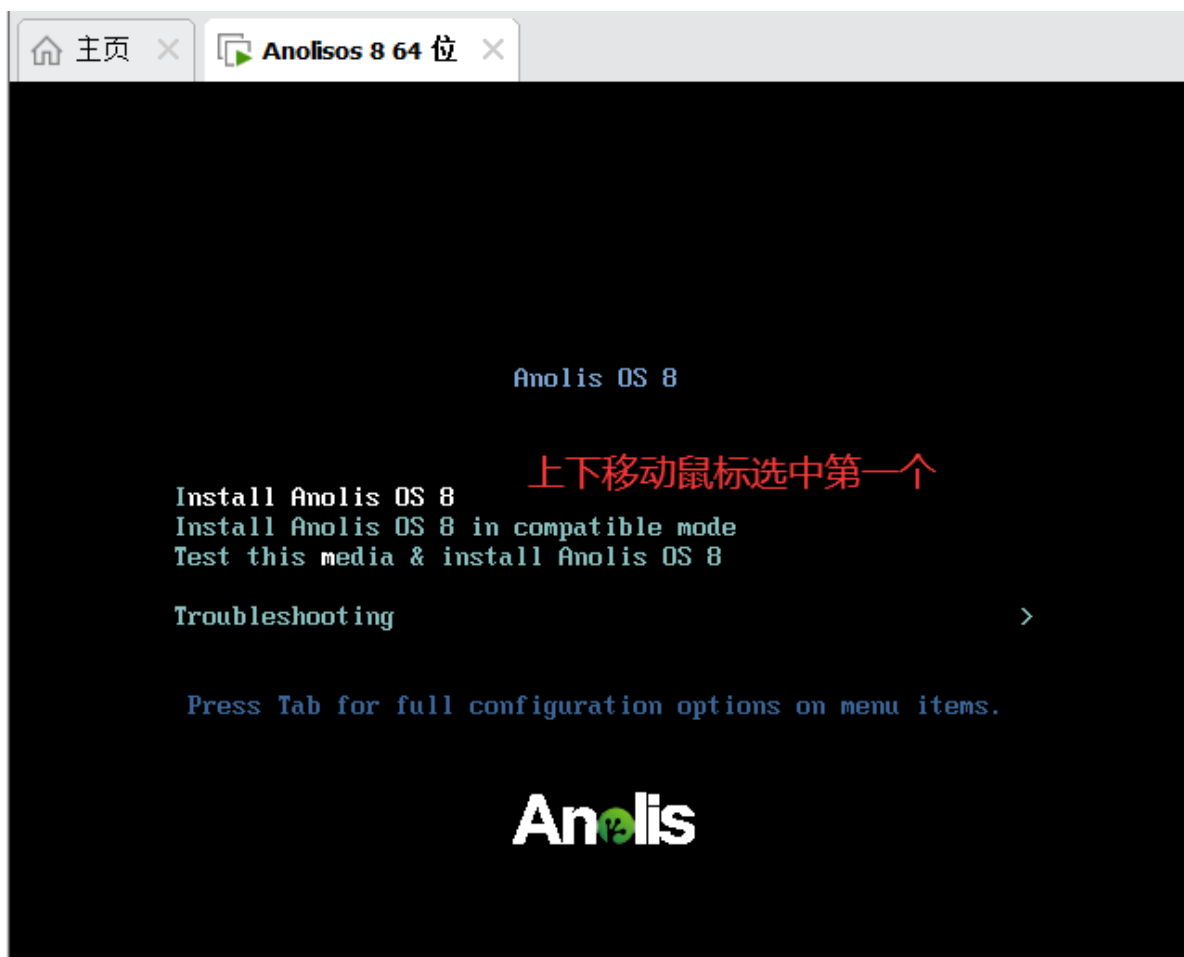 主页
Anolisos 8 64 位
Anolis OS 8
上下移动鼠标选中第一个
Install Anolis OS 8
Install Anolis OS 8 in compatible mode
Test this media & install Anolis OS 8
Troubleshooting >
Press Tab for full configuration options on menu items.
Anolis